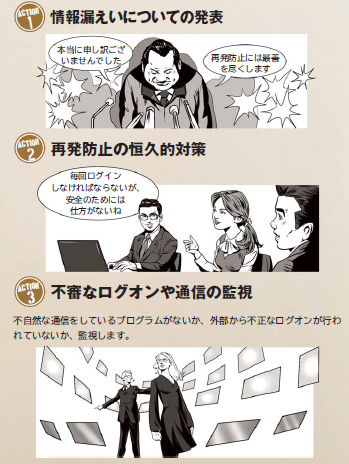 ACTION
1
情報漏えいについての発表
本当に申し訳ござ
いませんでした
再発防止には最善
を尽くします
ACTION
2
再発防止の恒久的対策
毎回ログイン
しなければならないが、
安全のためには
仕方がないね
ACTION
3
不審なログオンや通信の監視
不自然な通信をしているプログラムがないか、外部から不正なログオンが行わ
れていないか、監視します。